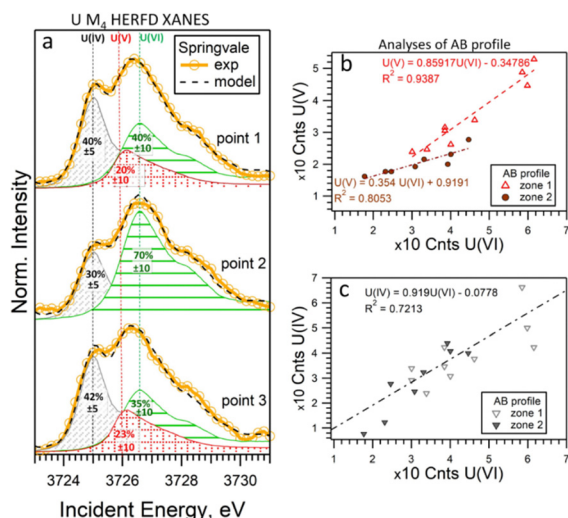 U M4 HERFD XANES
U(IV) U(V) U(VI)
a
Springvale
exp
model
40%
±5
40%
±10
20%
±10
point 1
30%
±5
70%
±10
point 2
42%
±5
35%
±10
23%
±10
point 3
Norm. Intensity
3724 3726 3728 3730
Incident Energy, eV
Analyses of AB profile
b
U(V) = 0.85917U(VI) - 0.34786
R2 = 0.9387
U(V) = 0.354 U(VI) + 0.9191
R2 = 0.8053
AB profile
zone 1
zone 2
x10 Cnts U(V)
5
4
3
2
1
1 2 3 4 5 6 7
x10 Cnts U(VI)
c
U(IV) = 0.919U(VI) - 0.0778
R2 = 0.7213
AB profile
zone 1
zone 2
x10 Cnts U(IV)
7
6
5
4
3
2
1
1 2 3 4 5 6 7
x10 Cnts U(VI)